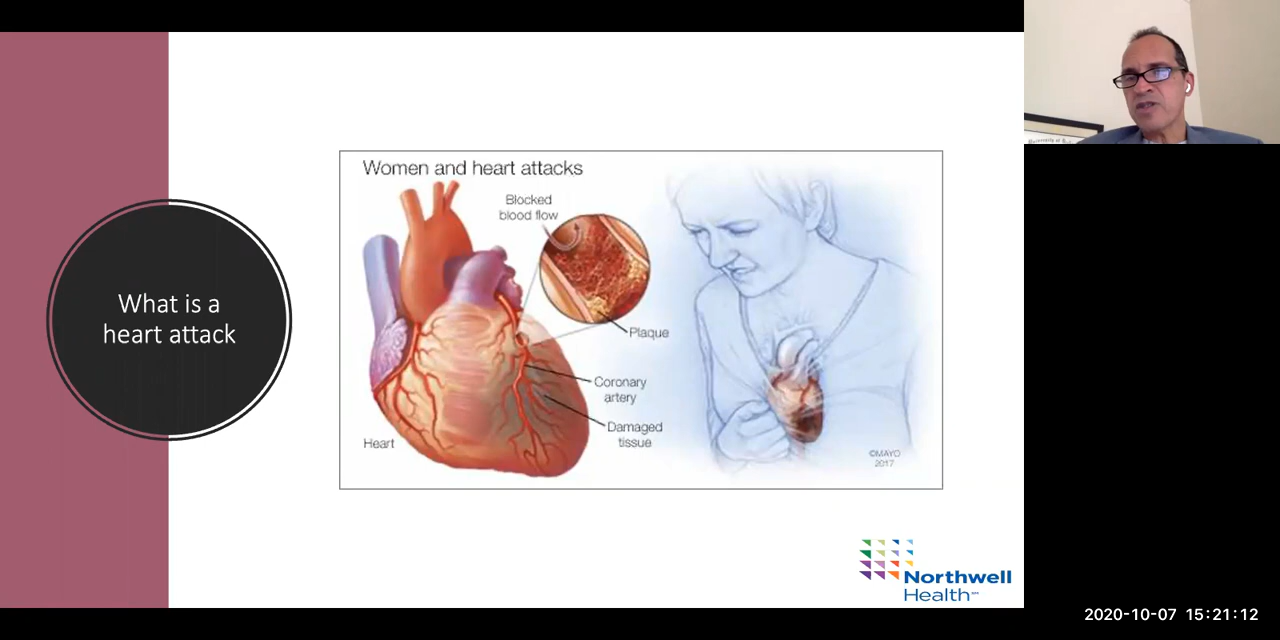 What is a
heart attack
Women and heart attacks
Blocked
blood flow
Plaque
Coronary
artery
Damaged
tissue
Heart
©MAYO
2017
Northwell
Health
2020-10-07 15:21:12